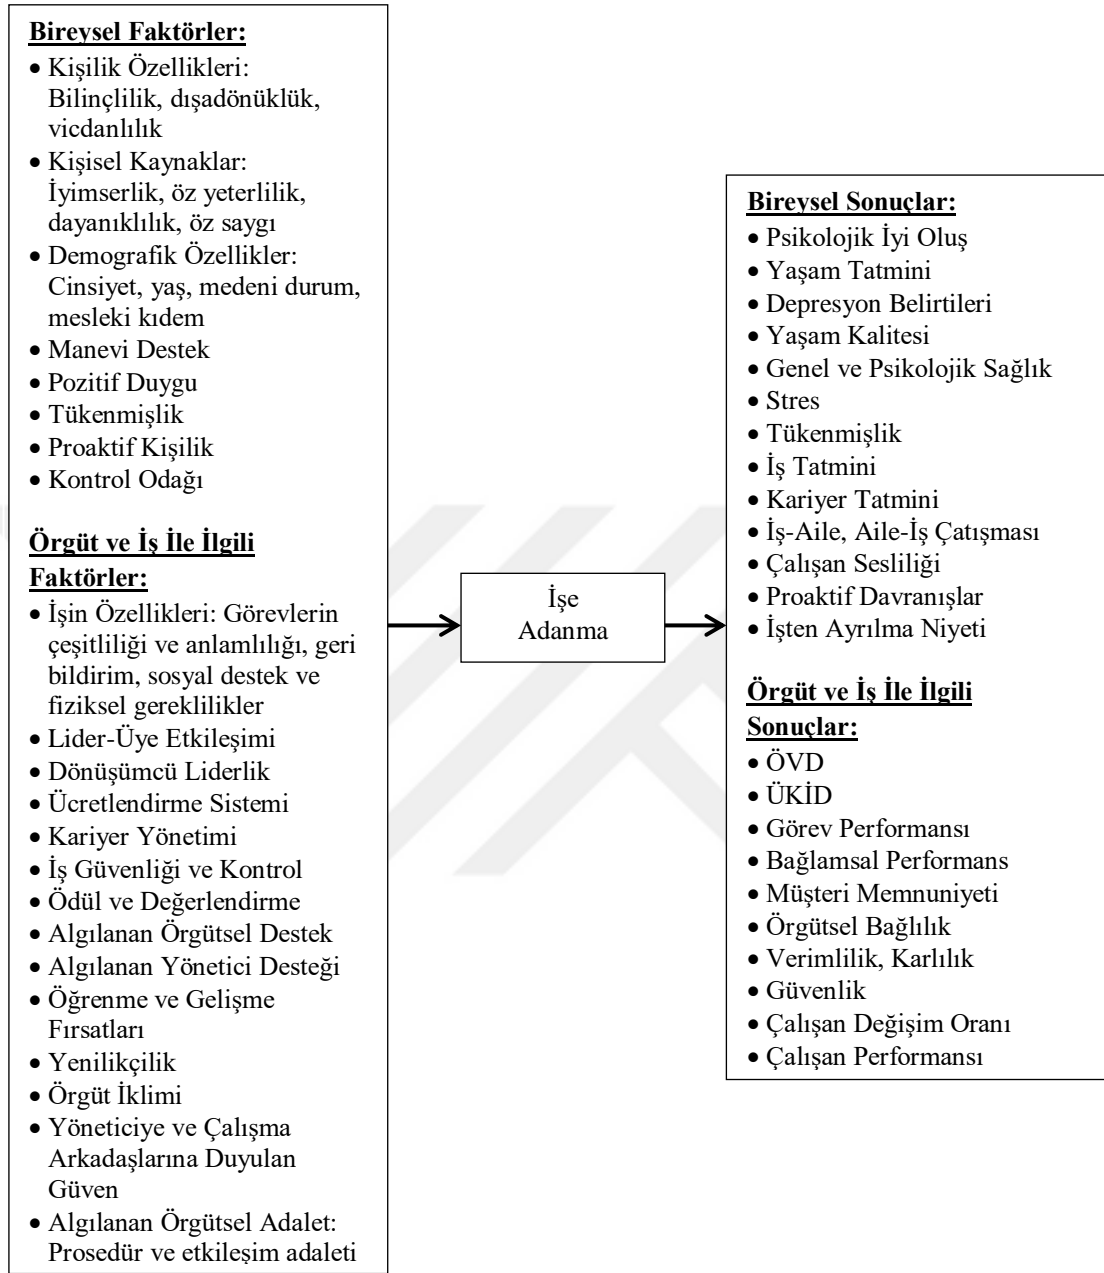 Bireysel Faktörler:
• Kişilik Özellikleri:
Bilinçlilik, dışadönüklük,
vicdanlılık
• Kişisel Kaynaklar:
İyimserlik, öz yeterlilik,
dayanıklılık, öz saygı
• Demografik Özellikler:
Cinsiyet, yaş, medeni durum,
mesleki kıdem
• Manevi Destek
• Pozitif Duygu
• Tükenmişlik
• Proaktif Kişilik
• Kontrol Odağı
Örgüt ve İş İle İlgili
Faktörler:
• İşin Özellikleri: Görevlerin
çeşitliliği ve anlamlılığı, geri
bildirim, sosyal destek ve
fiziksel gereklilikler
• Lider-Üye Etkileşimi
• Dönüşümcü Liderlik
• Ücretlendirme Sistemi
• Kariyer Yönetimi
• İş Güvenliği ve Kontrol
• Ödül ve Değerlendirme
• Algılanan Örgütsel Destek
• Algılanan Yönetici Desteği
• Öğrenme ve Gelişme
Fırsatları
• Yenilikçilik
• Örgüt İklimi
• Yöneticiye ve Çalışma
Arkadaşlarına Duyulan
Güven
• Algılanan Örgütsel Adalet:
Prosedür ve etkileşim adaleti
İşe
Adanma
Bireysel Sonuçlar:
• Psikolojik İyi Oluş
• Yaşam Tatmini
• Depresyon Belirtileri
• Yaşam Kalitesi
• Genel ve Psikolojik Sağlık
• Stres
• Tükenmişlik
• İş Tatmini
• Kariyer Tatmini
• İş-Aile, Aile-İş Çatışması
• Çalışan Sesliliği
• Proaktif Davranışlar
• İşten Ayrılma Niyeti
Örgüt ve İş İle İlgili
Sonuçlar:
• ÖVD
• ÜKİD
• Görev Performansı
• Bağlamsal Performans
• Müşteri Memnuniyeti
• Örgütsel Bağlılık
• Verimlilik, Karlılık
• Güvenlik
• Çalışan Değişim Oranı
• Çalışan Performansı